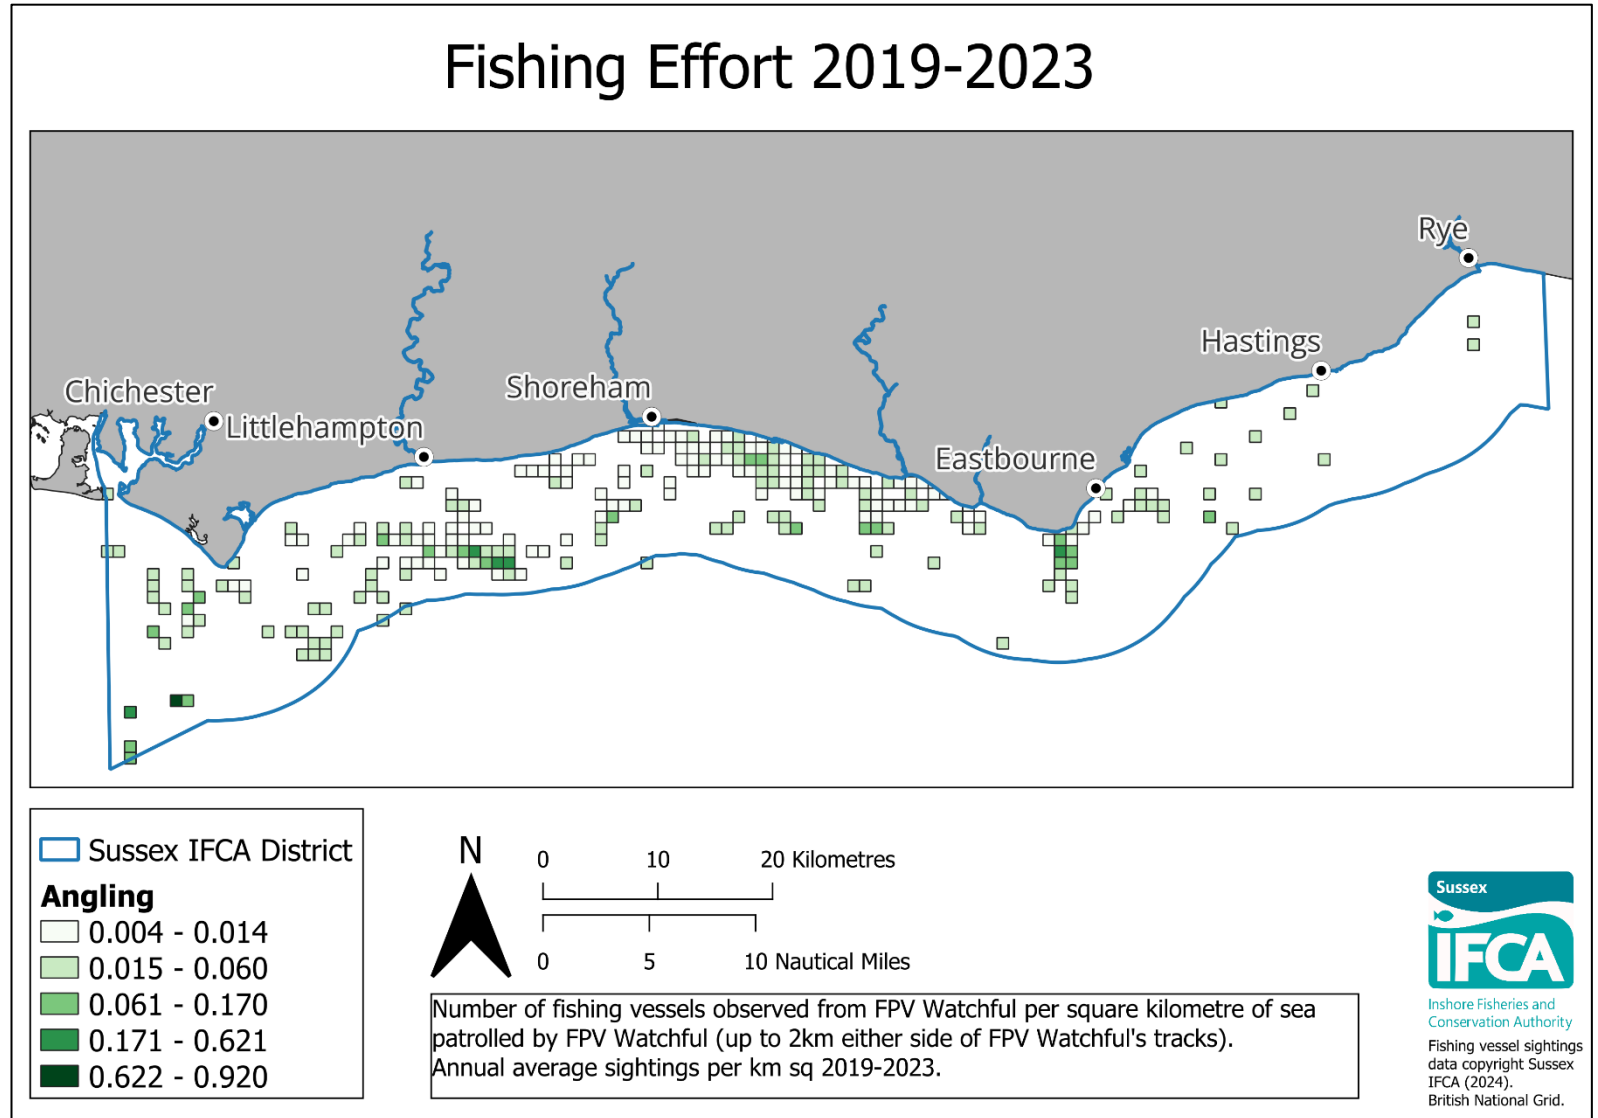 Fishing Effort 2019-2023
Rye
Hastings
Chichester
Shoreham
Littlehampton
Eastbourne
Sussex IFCA District
Angling
0.004 - 0.014
0.015 - 0.060
0.061 - 0.170
0.171 - 0.621
0.622 - 0.920
N
0 10 20 Kilometres
0 5 10 Nautical Miles
Number of fishing vessels observed from FPV Watchful per square kilometre of sea
patrolled by FPV Watchful (up to 2km either side of FPV Watchful's tracks).
Annual average sightings per km sq 2019-2023.
Sussex
IFCA
Inshore Fisheries and
Conservation Authority
Fishing vessel sightings
data copyright Sussex
IFCA (2024).
British National Grid.